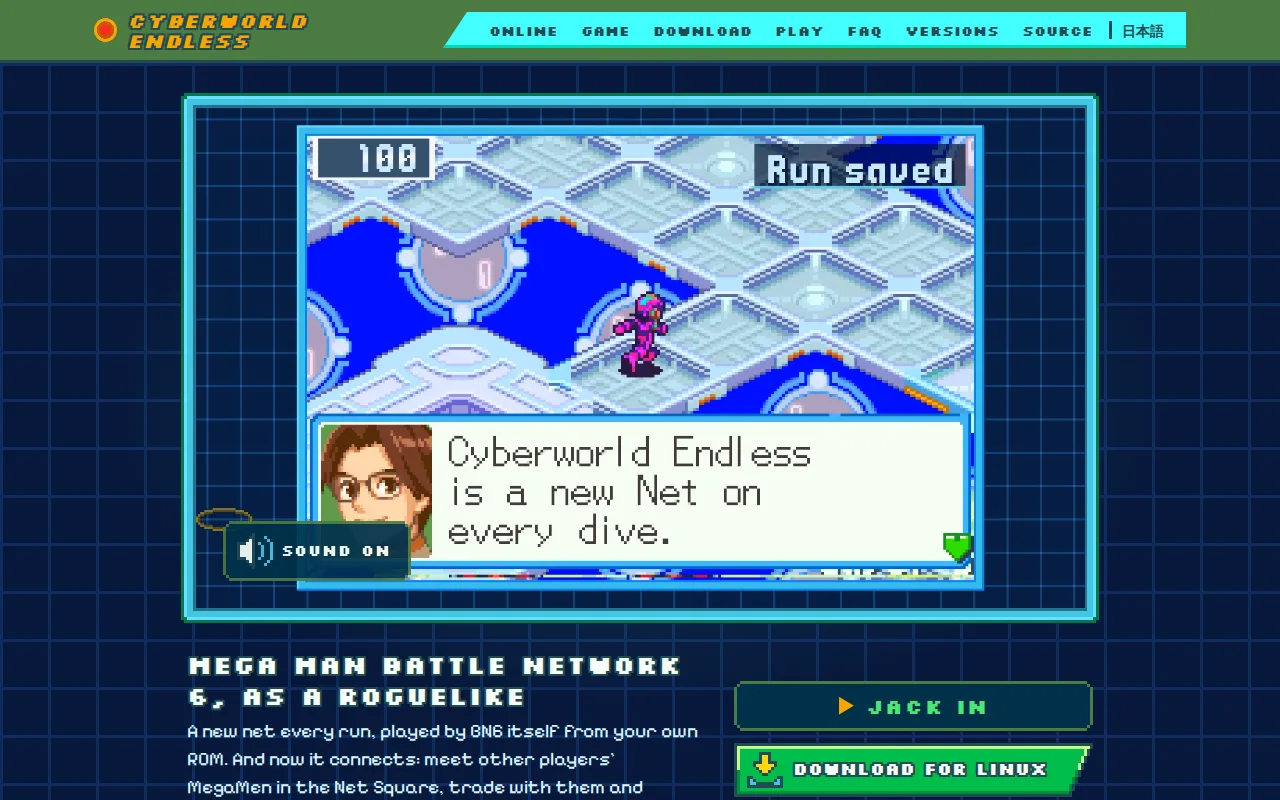 CYBERWORLD
ENDLESS
ONLINE GAME DOWNLOAD PLAY FAQ VERSIONS SOURCE 日本語
100
Run saved
Cyberworld Endless
is a new Net on
every dive.
SOUND ON
MEGA MAN BATTLE NETWORK
6, AS A ROGUELIKE
A new net every run, played by BN6 itself from your own
ROM. And now it connects: meet other players'
MegaMen in the Net Square, trade with them and
JACK IN
DOWNLOAD FOR LINUX